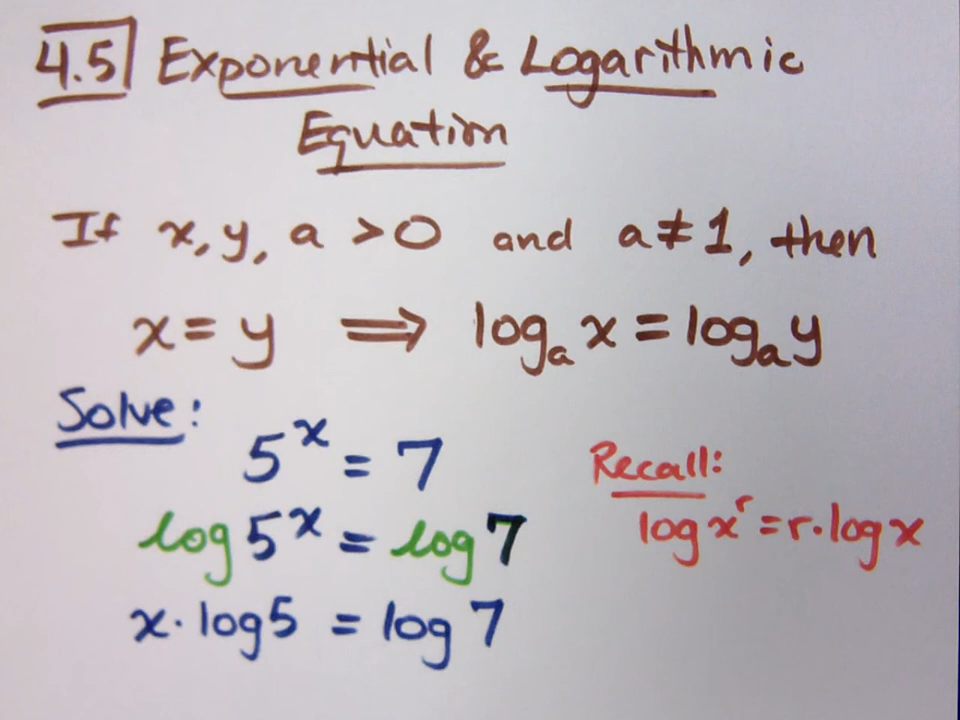 4.5 Exponential & Logarithmic
Equation
If x, y, a > 0 and a ≠ 1, then
x = y ⟹ logₐ x = logₐ y
Solve:
5ˣ = 7
Recall:
log xʳ = r · log x
log 5ˣ = log 7
x · log 5 = log 7